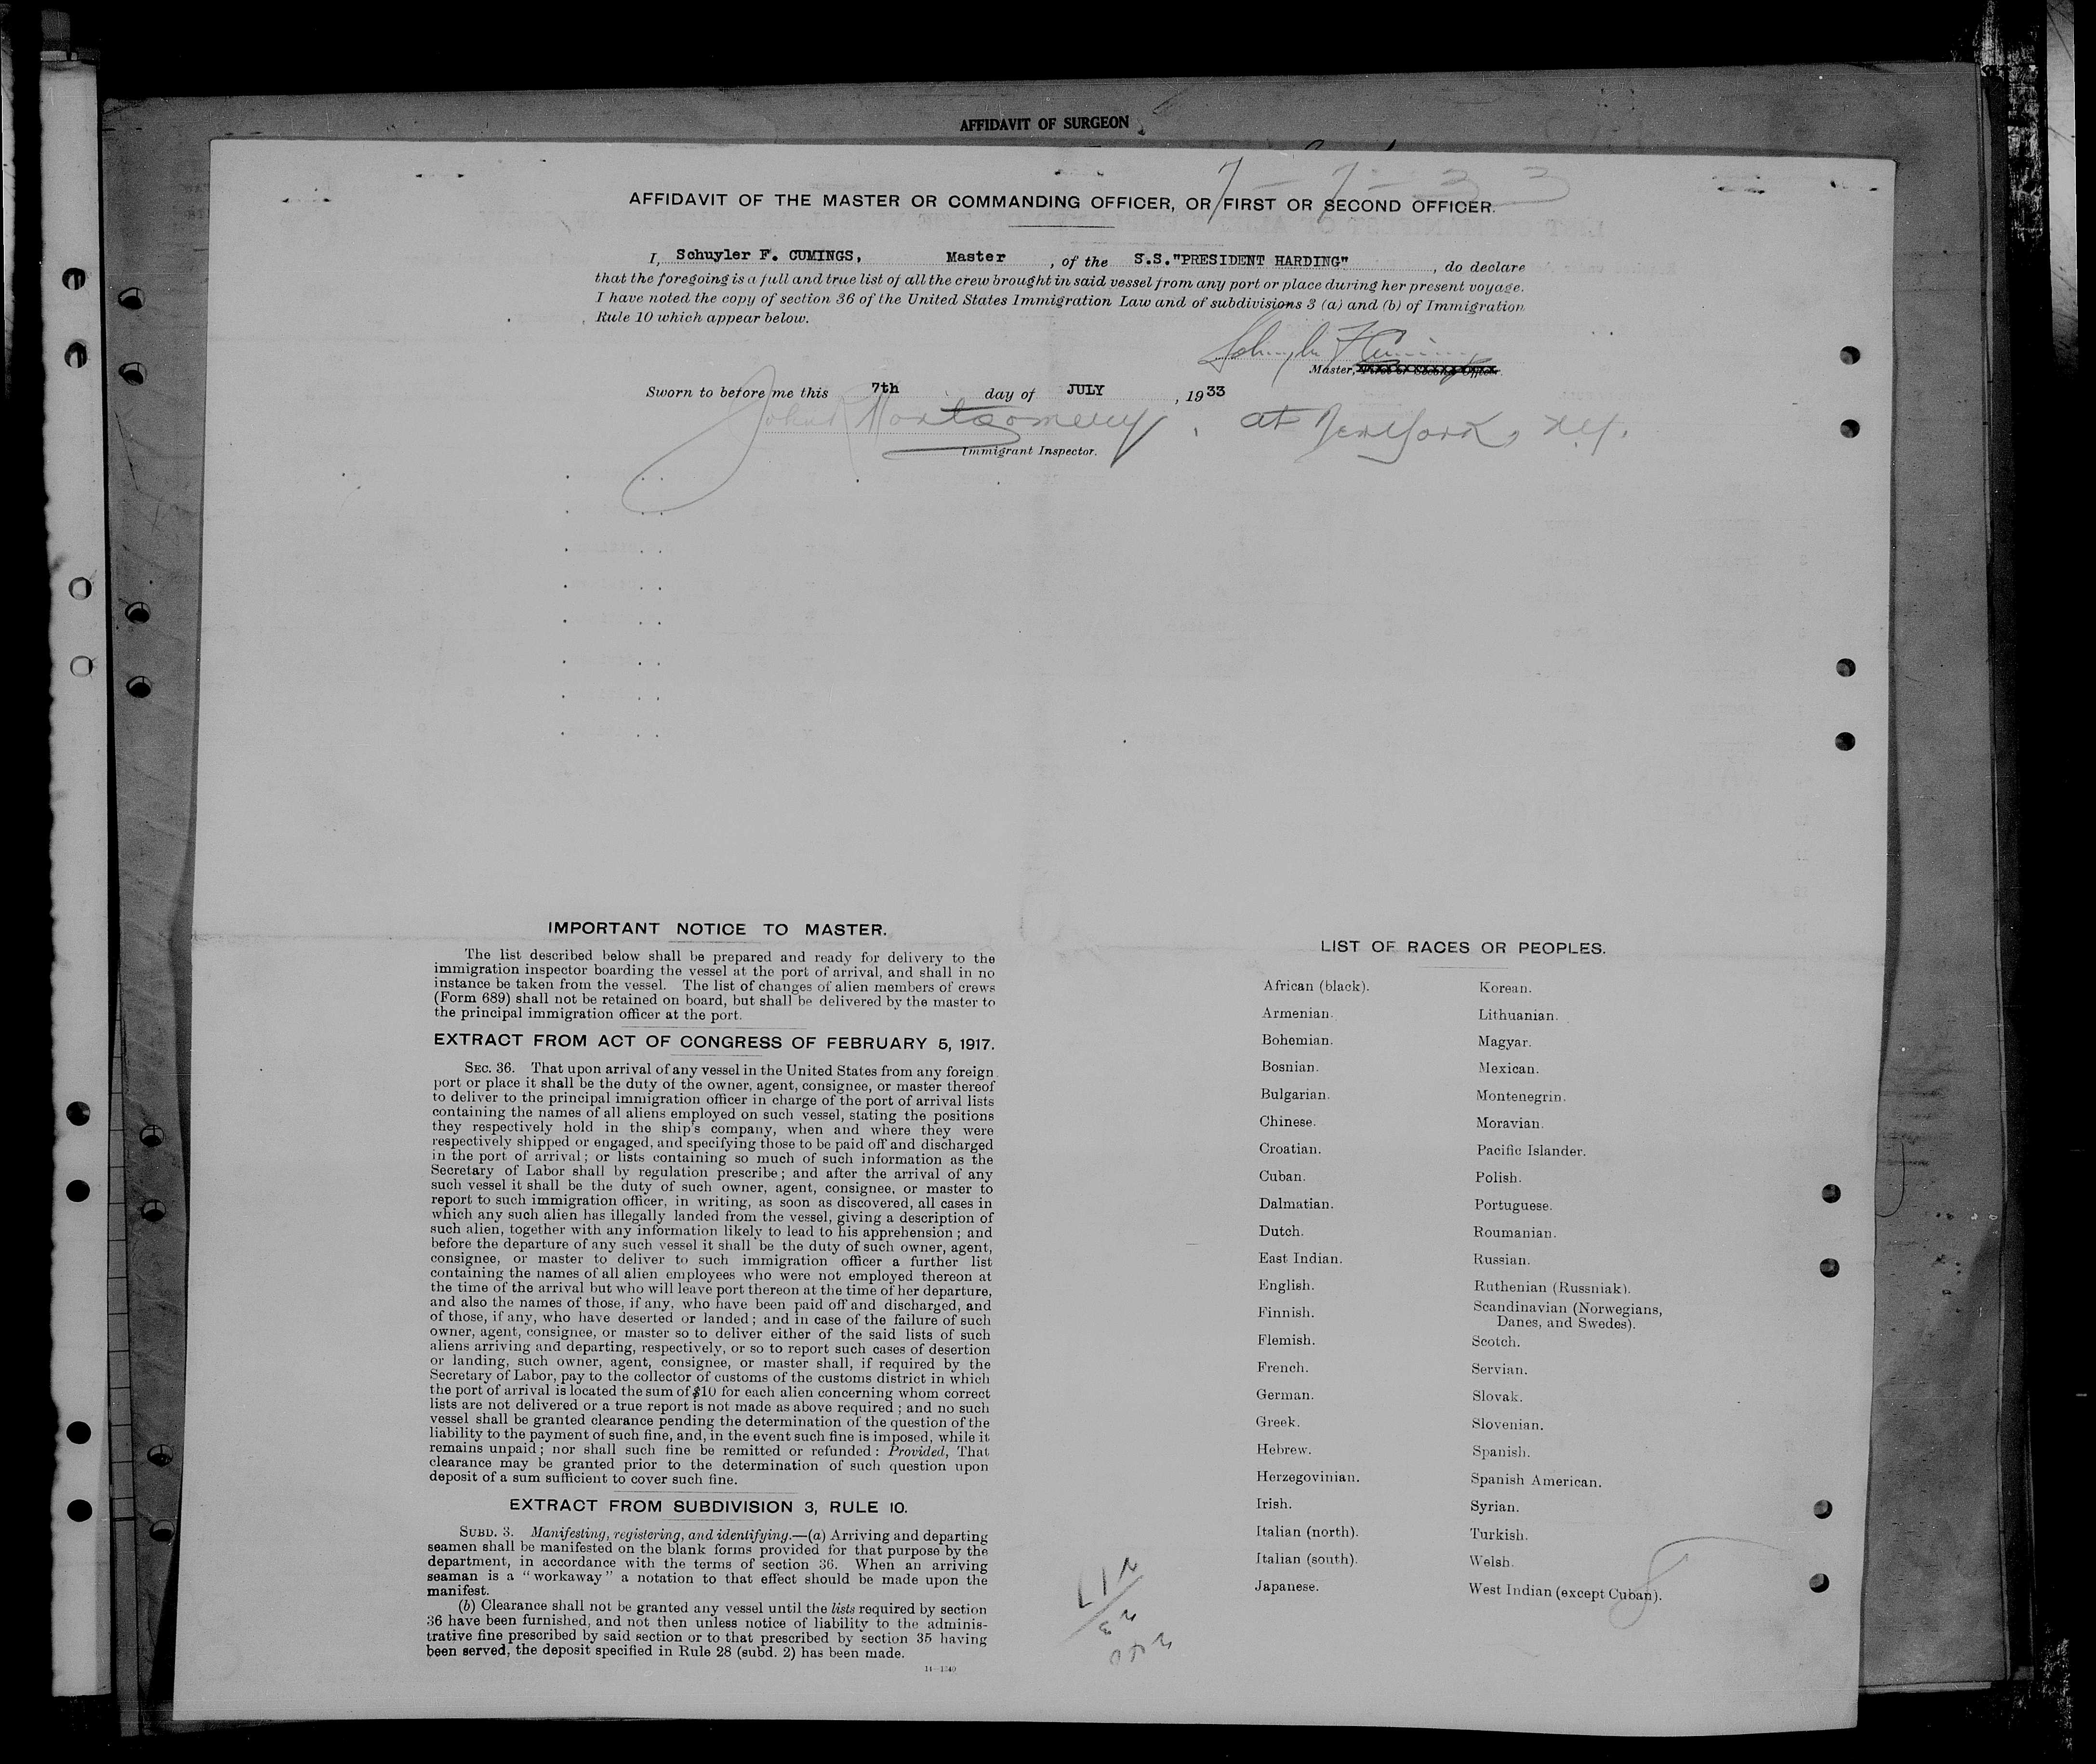 AFFIDAVIT OF SURGEON
7 - 7 - 33
AFFIDAVIT OF THE MASTER OR COMMANDING OFFICER, OR FIRST OR SECOND OFFICER.
I, Schuyler F. CUMINGS, Master, of the S.S."PRESIDENT HARDING", do declare
that the foregoing is a full and true list of all the crew brought in said vessel from any port or place during her present voyage.
I have noted the copy of section 36 of the United States Immigration Law and of subdivisions 3 (a) and (b) of Immigration
Rule 10 which appear below.
Schuyler F Cumings
Master, First or Second Officer.
Sworn to before me this 7th day of JULY, 1933
John Montgomery, at New York, N.Y.
Immigrant Inspector.
IMPORTANT NOTICE TO MASTER.
The list described below shall be prepared and ready for delivery to the
immigration inspector boarding the vessel at the port of arrival, and shall in no
instance be taken from the vessel. The list of changes of alien members of crews
(Form 689) shall not be retained on board, but shall be delivered by the master to
the principal immigration officer at the port.
EXTRACT FROM ACT OF CONGRESS OF FEBRUARY 5, 1917.
SEC. 36. That upon arrival of any vessel in the United States from any foreign
port or place it shall be the duty of the owner, agent, consignee, or master thereof
to deliver to the principal immigration officer in charge of the port of arrival lists
containing the names of all aliens employed on such vessel, stating the positions
they respectively hold in the ship's company, when and where they were
respectively shipped or engaged, and specifying those to be paid off and discharged
in the port of arrival; or lists containing so much of such information as the
Secretary of Labor shall by regulation prescribe; and after the arrival of any
such vessel it shall be the duty of such owner, agent, consignee, or master to
report to such immigration officer, in writing, as soon as discovered, all cases in
which any such alien has illegally landed from the vessel, giving a description of
such alien, together with any information likely to lead to his apprehension; and
before the departure of any such vessel it shall be the duty of such owner, agent,
consignee, or master to deliver to such immigration officer a further list
containing the names of all alien employees who were not employed thereon at
the time of the arrival but who will leave port thereon at the time of her departure,
and also the names of those, if any, who have been paid off and discharged, and
of those, if any, who have deserted or landed; and in case of the failure of such
owner, agent, consignee, or master so to deliver either of the said lists of such
aliens arriving and departing, respectively, or so to report such cases of desertion
or landing, such owner, agent, consignee, or master shall, if required by the
Secretary of Labor, pay to the collector of customs of the customs district in which
the port of arrival is located the sum of $10 for each alien concerning whom correct
lists are not delivered or a true report is not made as above required; and no such
vessel shall be granted clearance pending the determination of the question of the
liability to the payment of such fine, and, in the event such fine is imposed, while it
remains unpaid; nor shall such fine be remitted or refunded: Provided, That
clearance may be granted prior to the determination of such question upon
deposit of a sum sufficient to cover such fine.
EXTRACT FROM SUBDIVISION 3, RULE 10.
SUBD. 3. Manifesting, registering, and identifying.—(a) Arriving and departing
seamen shall be manifested on the blank forms provided for that purpose by the
department, in accordance with the terms of section 36. When an arriving
seaman is a "workaway" a notation to that effect should be made upon the
manifest.
(b) Clearance shall not be granted any vessel until the lists required by section
36 have been furnished, and not then unless notice of liability to the adminis-
trative fine prescribed by said section or to that prescribed by section 35 having
been served, the deposit specified in Rule 28 (subd. 2) has been made.
11—1240
LIST OF RACES OR PEOPLES.
African (black).
Armenian.
Bohemian.
Bosnian.
Bulgarian.
Chinese.
Croatian.
Cuban.
Dalmatian.
Dutch.
East Indian.
English.
Finnish.
Flemish.
French.
German.
Greek.
Hebrew.
Herzegovinian.
Irish.
Italian (north).
Italian (south).
Japanese.
Korean.
Lithuanian.
Magyar.
Mexican.
Montenegrin.
Moravian.
Pacific Islander.
Polish.
Portuguese.
Roumanian.
Russian.
Ruthenian (Russniak).
Scandinavian (Norwegians,
Danes, and Swedes).
Scotch.
Servian.
Slovak.
Slovenian.
Spanish.
Spanish American.
Syrian.
Turkish.
Welsh.
West Indian (except Cuban).
8